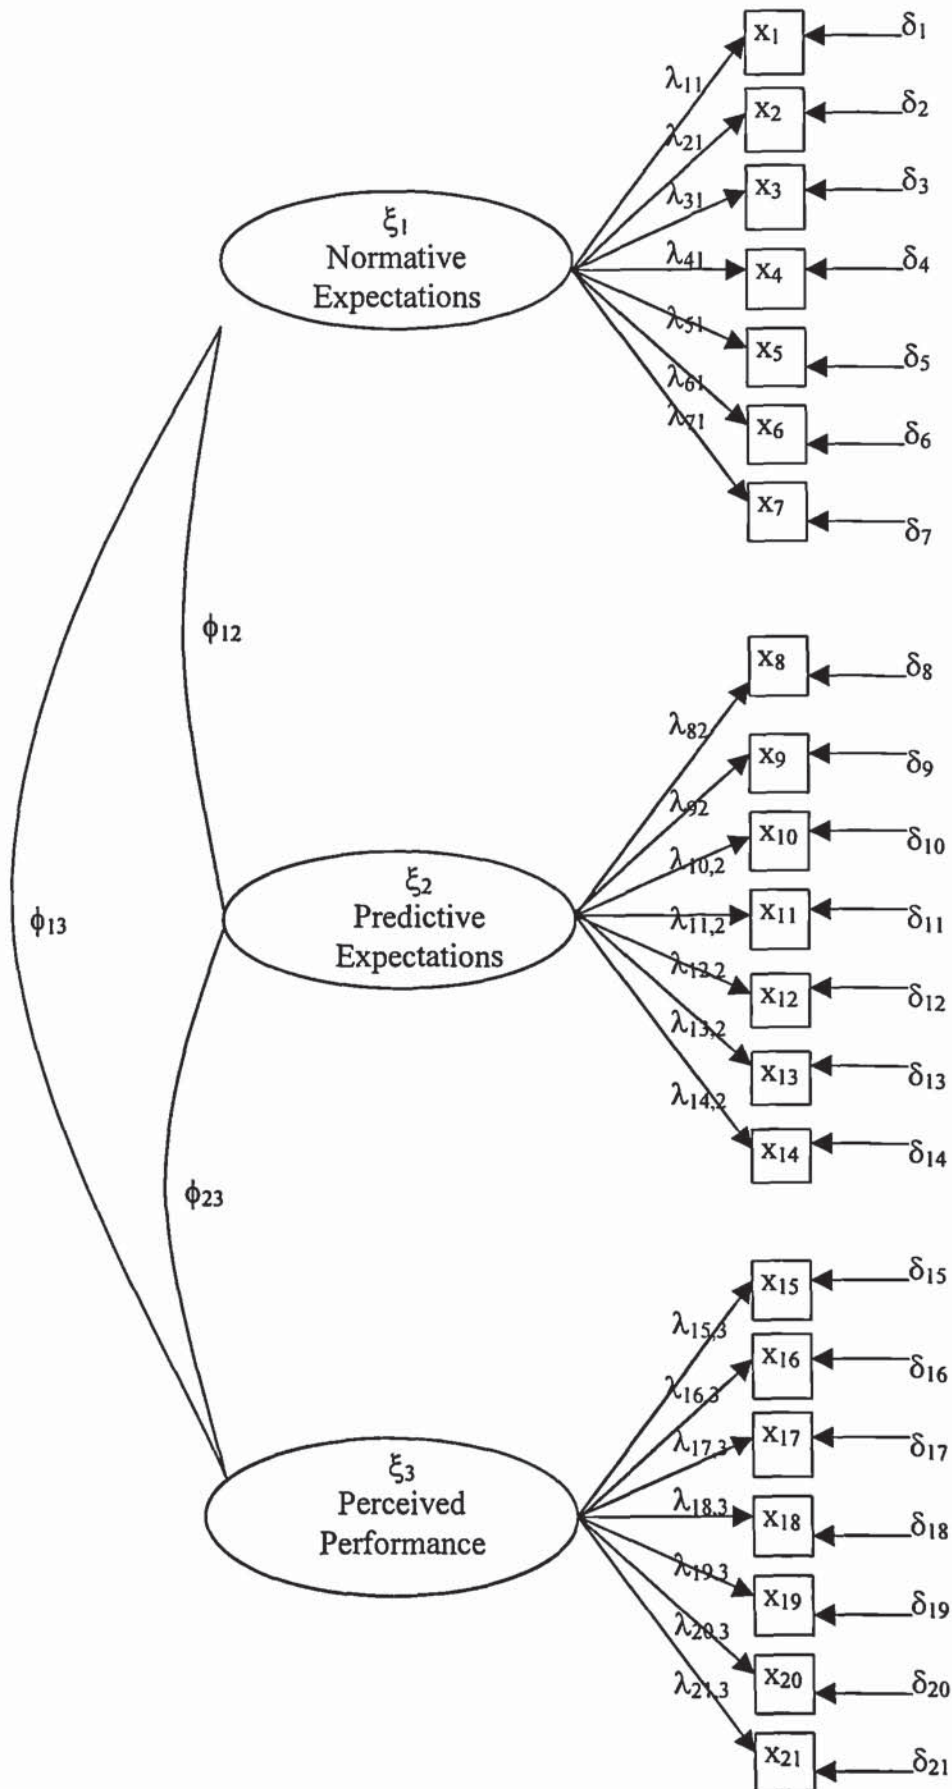 x₁ δ₁
λ₁₁
x₂ δ₂
λ₂₁
x₃ δ₃
λ₃₁
ξ₁
Normative
Expectations
λ₄₁
x₄ δ₄
λ₅₁
x₅ δ₅
λ₆₁
x₆ δ₆
λ₇₁
x₇ δ₇
ϕ₁₂
x₈ δ₈
λ₈₂
x₉ δ₉
λ₉₂
x₁₀ δ₁₀
λ₁₀,₂
ξ₂
Predictive
Expectations
ϕ₁₃
λ₁₁,₂
x₁₁ δ₁₁
λ₁₂,₂
x₁₂ δ₁₂
λ₁₃,₂
x₁₃ δ₁₃
λ₁₄,₂
x₁₄ δ₁₄
ϕ₂₃
x₁₅ δ₁₅
λ₁₅,₃
x₁₆ δ₁₆
λ₁₆,₃
x₁₇ δ₁₇
λ₁₇,₃
ξ₃
Perceived
Performance
λ₁₈,₃
x₁₈ δ₁₈
λ₁₉,₃
x₁₉ δ₁₉
λ₂₀,₃
x₂₀ δ₂₀
λ₂₁,₃
x₂₁ δ₂₁